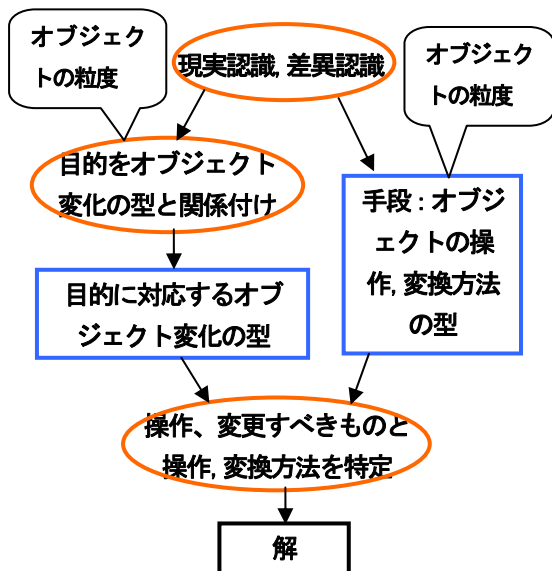 オブジェク
トの粒度
現実認識, 差異認識
オブジェク
トの粒度
目的をオブジェクト
変化の型と関係付け
手段 : オブジ
ェクトの操
作, 変換方法
の型
目的に対応するオブ
ジェクト変化の型
操作、変更すべきものと
操作, 変換方法を特定
解